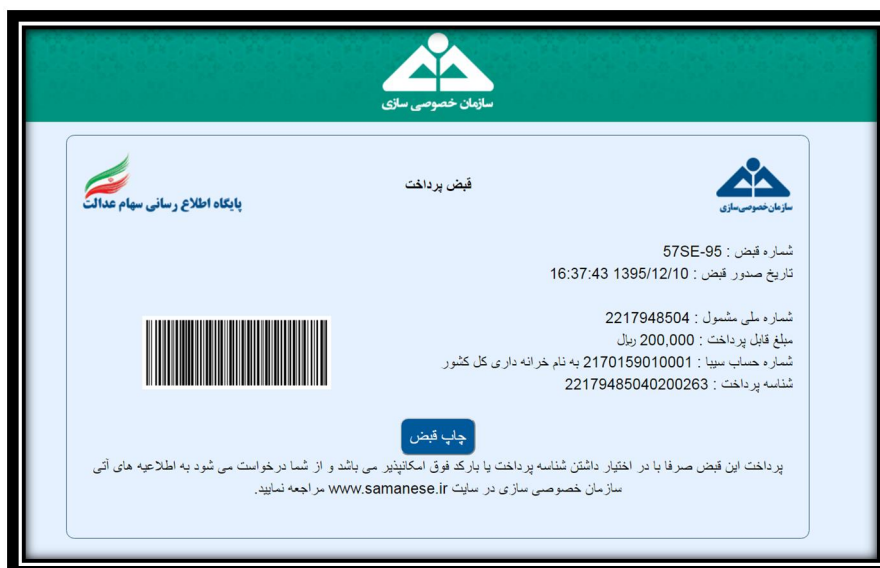 سازمان خصوصی سازی
سازمان خصوصی‌سازی
قبض پرداخت
پایگاه اطلاع رسانی سهام عدالت
شماره قبض : 57SE-95
تاریخ صدور قبض : 1395/12/10 16:37:43
شماره ملی مشمول : 2217948504
مبلغ قابل پرداخت : 200,000 ریال
شماره حساب سیبا : 2170159010001 به نام خزانه داری کل کشور
شناسه پرداخت : 22179485040200263
چاپ قبض
پرداخت این قبض صرفا با در اختیار داشتن شناسه پرداخت یا بارکد فوق امکانپذیر می باشد و از شما درخواست می شود به اطلاعیه های آتی
سازمان خصوصی سازی در سایت www.samanese.ir مراجعه نمایید.